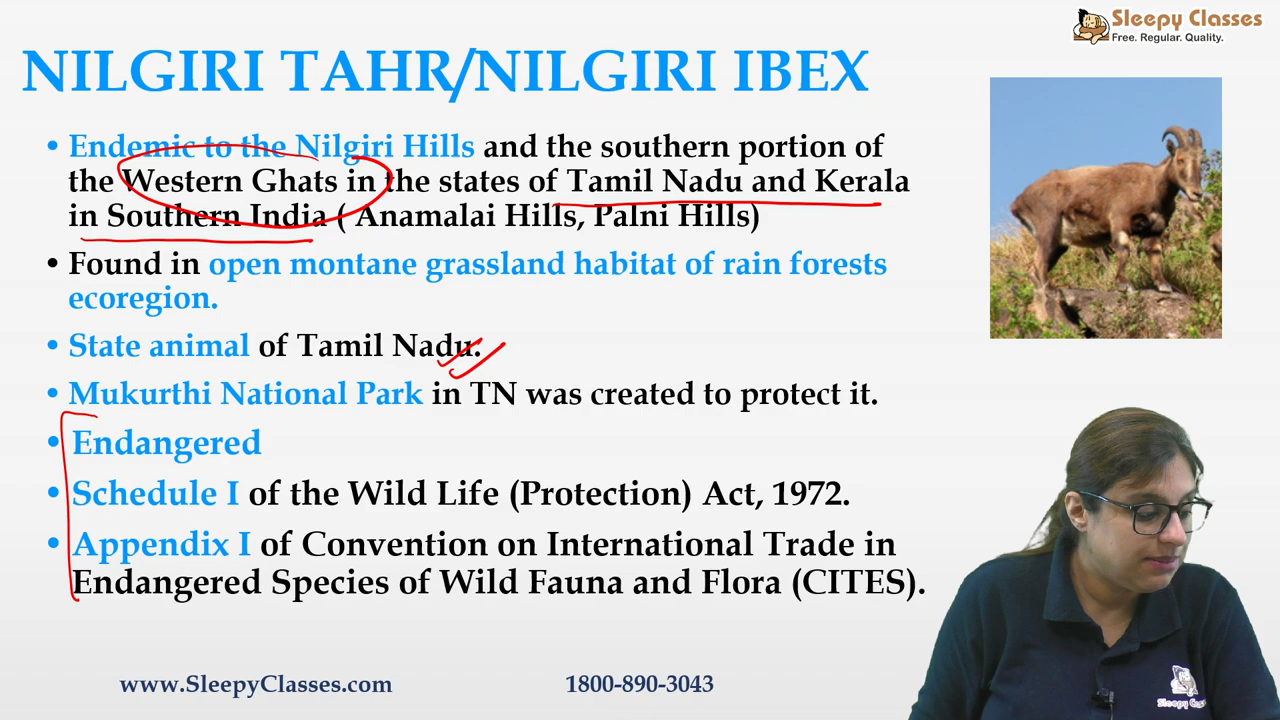 Sleepy Classes
Free. Regular. Quality.
NILGIRI TAHR/NILGIRI IBEX
• Endemic to the Nilgiri Hills and the southern portion of
the Western Ghats in the states of Tamil Nadu and Kerala
in Southern India ( Anamalai Hills, Palni Hills)
• Found in open montane grassland habitat of rain forests
ecoregion.
• State animal of Tamil Nadu.
• Mukurthi National Park in TN was created to protect it.
• Endangered
• Schedule I of the Wild Life (Protection) Act, 1972.
• Appendix I of Convention on International Trade in
Endangered Species of Wild Fauna and Flora (CITES).
www.SleepyClasses.com
1800-890-3043